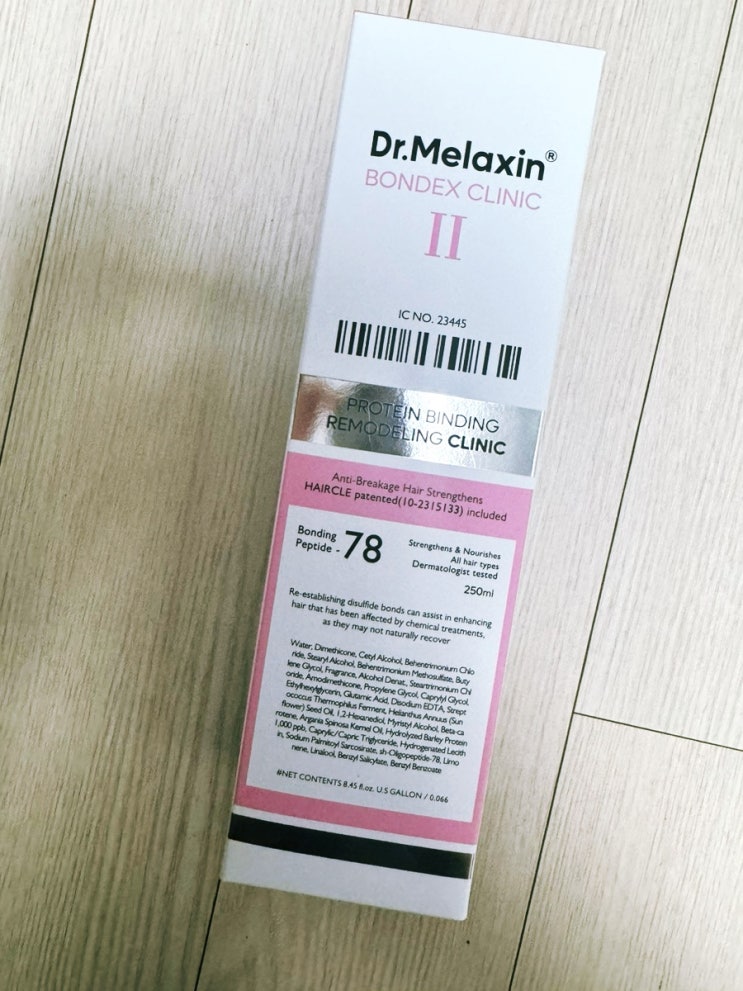 Dr.Melaxin®
BONDEX CLINIC
II
IC NO. 23445
PROTEIN BINDING
REMODELING CLINIC
Anti-Breakage Hair Strengthens
HAIRCLE patented(10-2315133) included
Bonding
Peptide - 78
Strengthens & Nourishes
All hair types
Dermatologist tested
250ml
Re-establishing disulfide bonds can assist in enhancing
hair that has been affected by chemical treatments,
as they may not naturally recover
Water, Dimethicone, Cetyl Alcohol, Behentrimonium Chlo
ride, Stearyl Alcohol, Behentrimonium Methosulfate, Buty
lene Glycol, Fragrance, Alcohol Denat., Steartrimonium Chl
oride, Amodimethicone, Propylene Glycol, Caprylyl Glycol,
Ethylhexylglycerin, Glutamic Acid, Disodium EDTA, Strept
ococcus Thermophilus Ferment, Helianthus Annuus (Sun
flower) Seed Oil, 1,2-Hexanediol, Myristyl Alcohol, Beta-ca
rotene, Argania Spinosa Kernel Oil, Hydrolyzed Barley Protein
1,000 ppb, Caprylic/Capric Triglyceride, Hydrogenated Lecith
in, Sodium Palmitoyl Sarcosinate, sh-Oligopeptide-78, Limo
nene, Linalool, Benzyl Salicylate, Benzyl Benzoate
#NET CONTENTS 8.45 fl.oz. U.S GALLON / 0.066